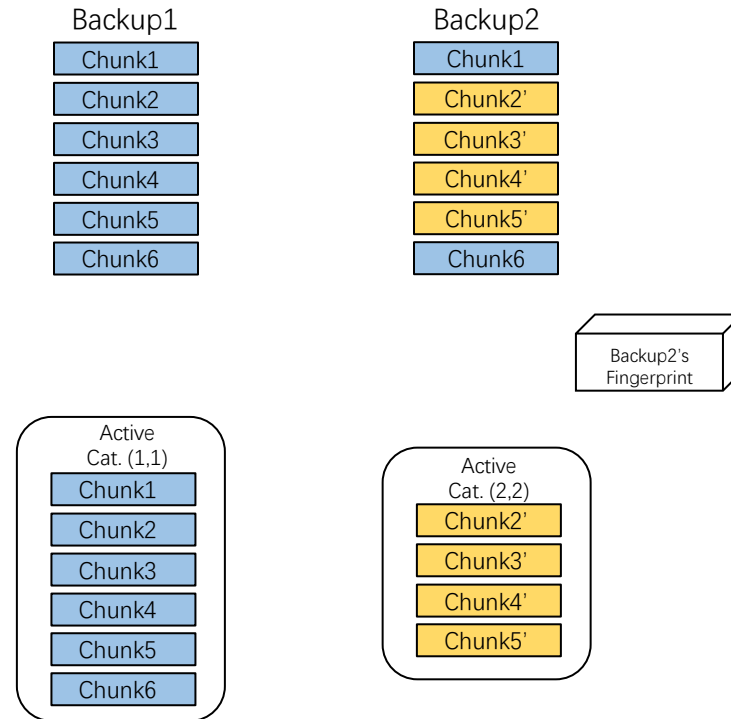 Backup1
Chunk1
Chunk2
Chunk3
Chunk4
Chunk5
Chunk6
Backup2
Chunk1
Chunk2’
Chunk3’
Chunk4’
Chunk5’
Chunk6
Backup2’s
Fingerprint
Active
Cat. (1,1)
Chunk1
Chunk2
Chunk3
Chunk4
Chunk5
Chunk6
Active
Cat. (2,2)
Chunk2’
Chunk3’
Chunk4’
Chunk5’